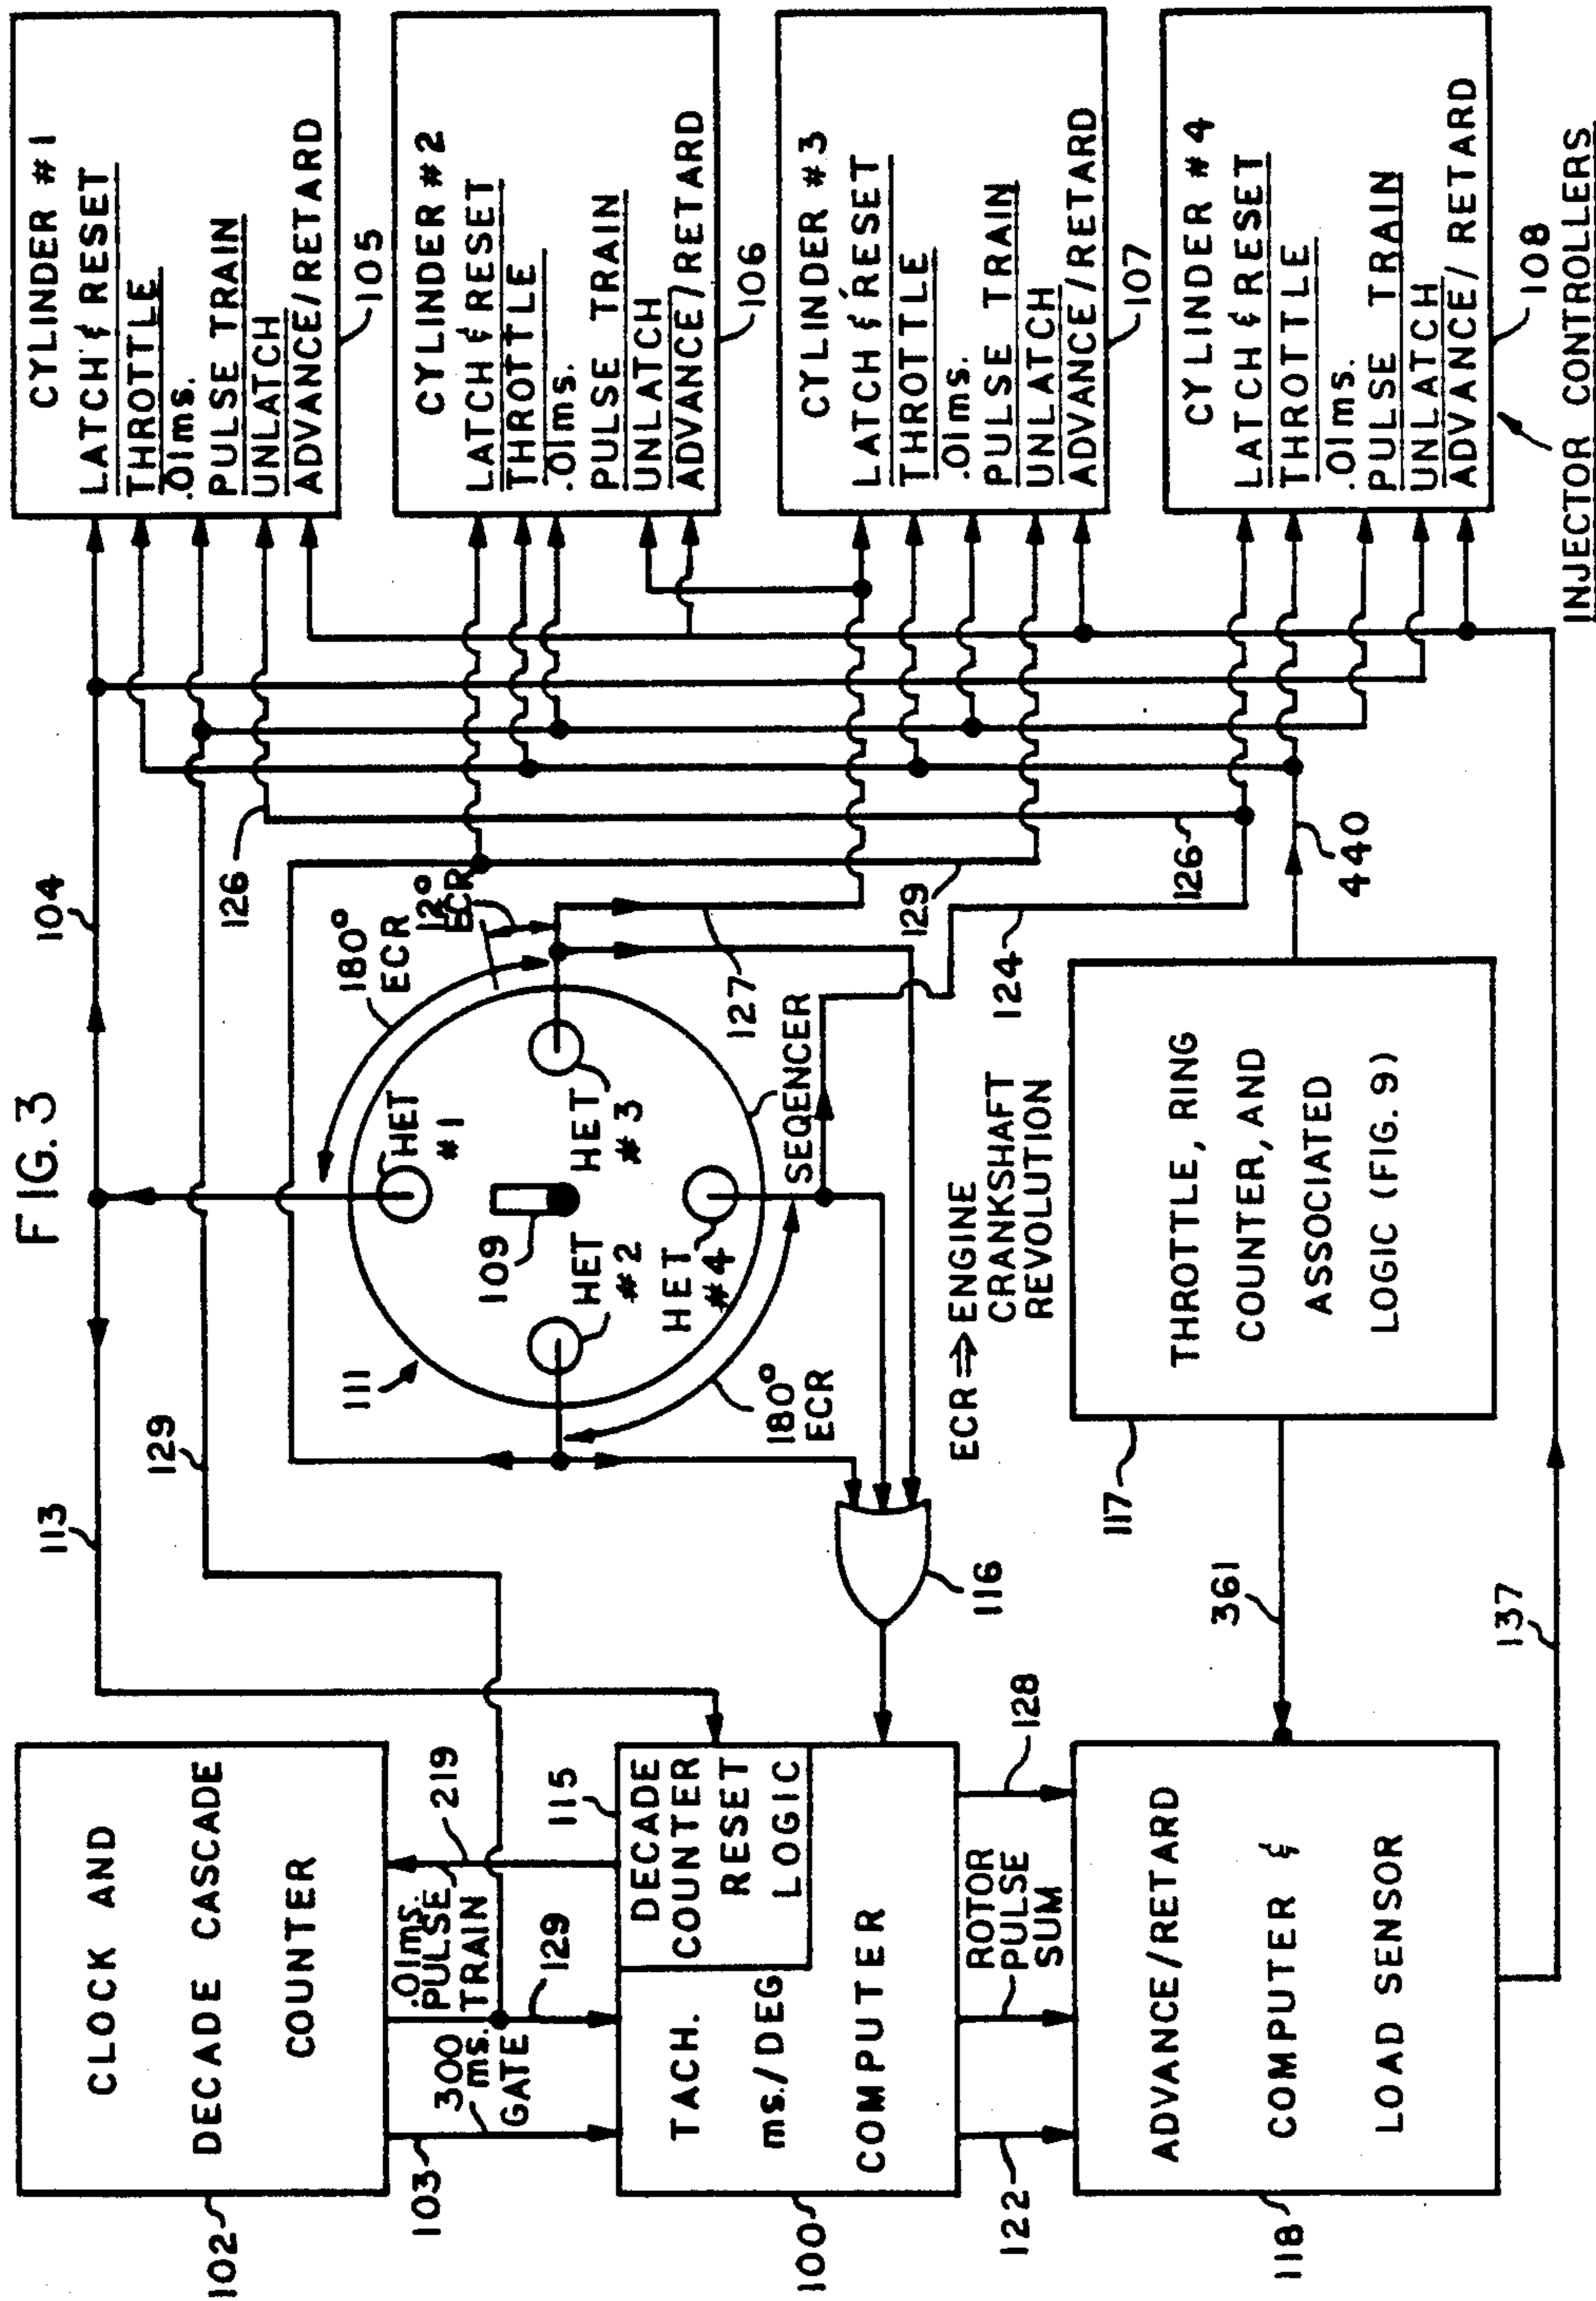 FIG. 3
CLOCK AND
DECADE CASCADE
COUNTER
102
103
300
ms.
GATE
.01ms.
PULSE
TRAIN
129
219
115
DECADE
COUNTER
RESET
LOGIC
TACH.
ms./DEG
COMPUTER
100
122
ROTOR
PULSE
SUM
128
ADVANCE/RETARD
COMPUTER &
LOAD SENSOR
118
113
129
104
126
111
109
HET
#1
HET
#2
HET
#3
HET
#4
180°
ECR
12°
ECR
180°
ECR
SEQENCER
127
129
124
126
116
ECR⇒ENGINE
CRANKSHAFT
REVOLUTION
THROTTLE, RING
COUNTER, AND
ASSOCIATED
LOGIC (FIG. 9)
117
361
440
137
CYLINDER #1
LATCH & RESET
THROTTLE
.01ms.
PULSE TRAIN
UNLATCH
ADVANCE/RETARD
105
CYLINDER #2
LATCH & RESET
THROTTLE
.01ms.
PULSE TRAIN
UNLATCH
ADVANCE/RETARD
106
CYLINDER #3
LATCH & RESET
THROTTLE
.01ms.
PULSE TRAIN
UNLATCH
ADVANCE/RETARD
107
CYLINDER #4
LATCH & RESET
THROTTLE
.01ms.
PULSE TRAIN
UNLATCH
ADVANCE/RETARD
108
INJECTOR CONTROLLERS